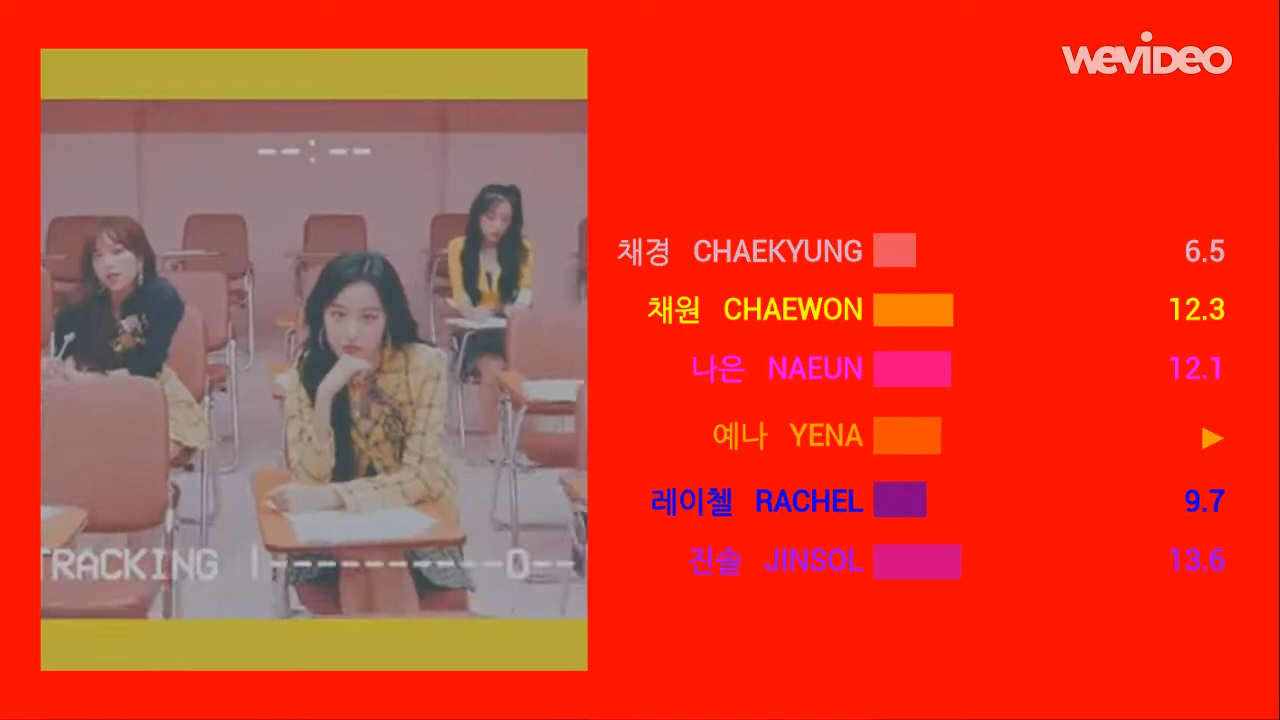 wevideo
--:--
채경 CHAEKYUNG 6.5
채원 CHAEWON 12.3
나은 NAEUN 12.1
예나 YENA ▶
레이첼 RACHEL 9.7
진솔 JINSOL 13.6
TRACKING |----------0--